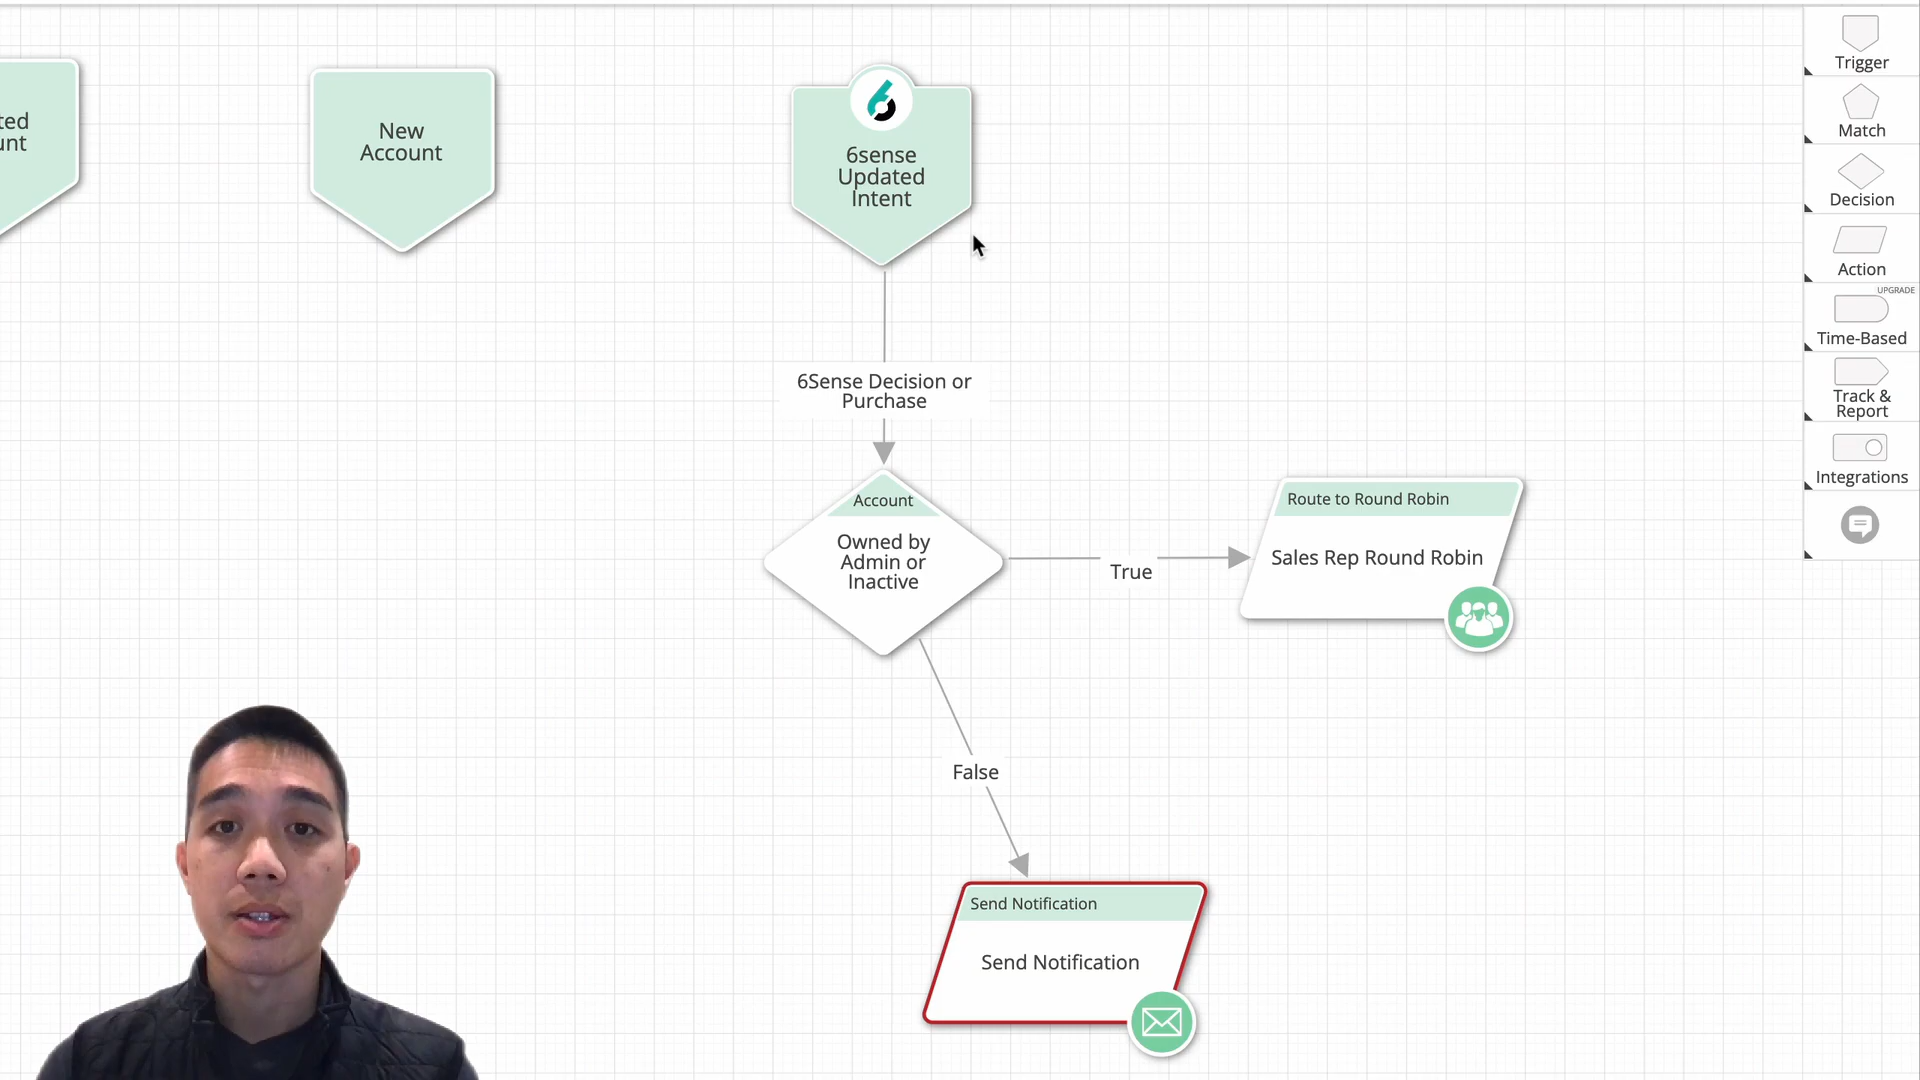 ted
unt
New
Account
6sense
Updated
Intent
6Sense Decision or
Purchase
Account
Owned by
Admin or
Inactive
True
Route to Round Robin
Sales Rep Round Robin
False
Send Notification
Send Notification
Trigger
Match
Decision
Action
UPGRADE
Time-Based
Track &
Report
Integrations